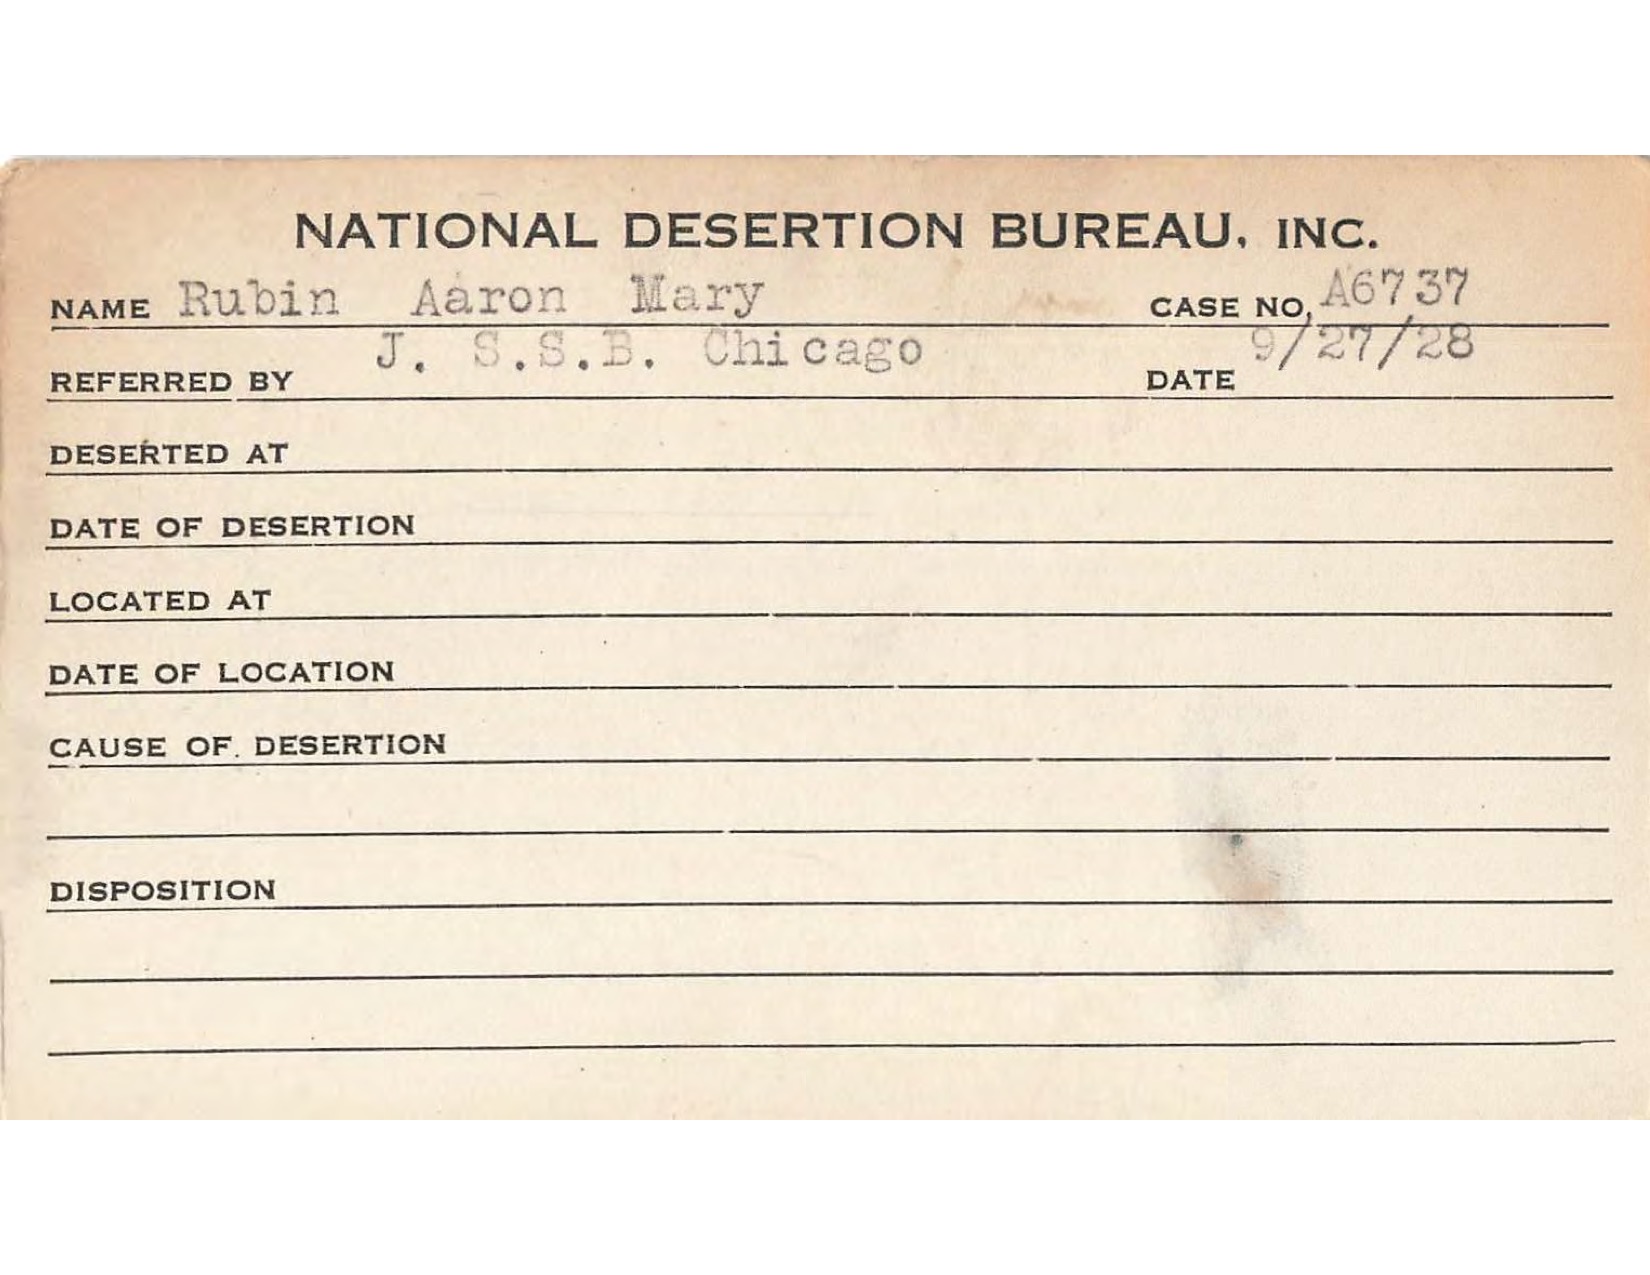 NATIONAL DESERTION BUREAU, INC.
NAME Rubin Aaron Mary CASE NO. A6737
REFERRED BY J. S.S.B. Chicago DATE 9/27/28
DESERTED AT
DATE OF DESERTION
LOCATED AT
DATE OF LOCATION
CAUSE OF DESERTION
DISPOSITION